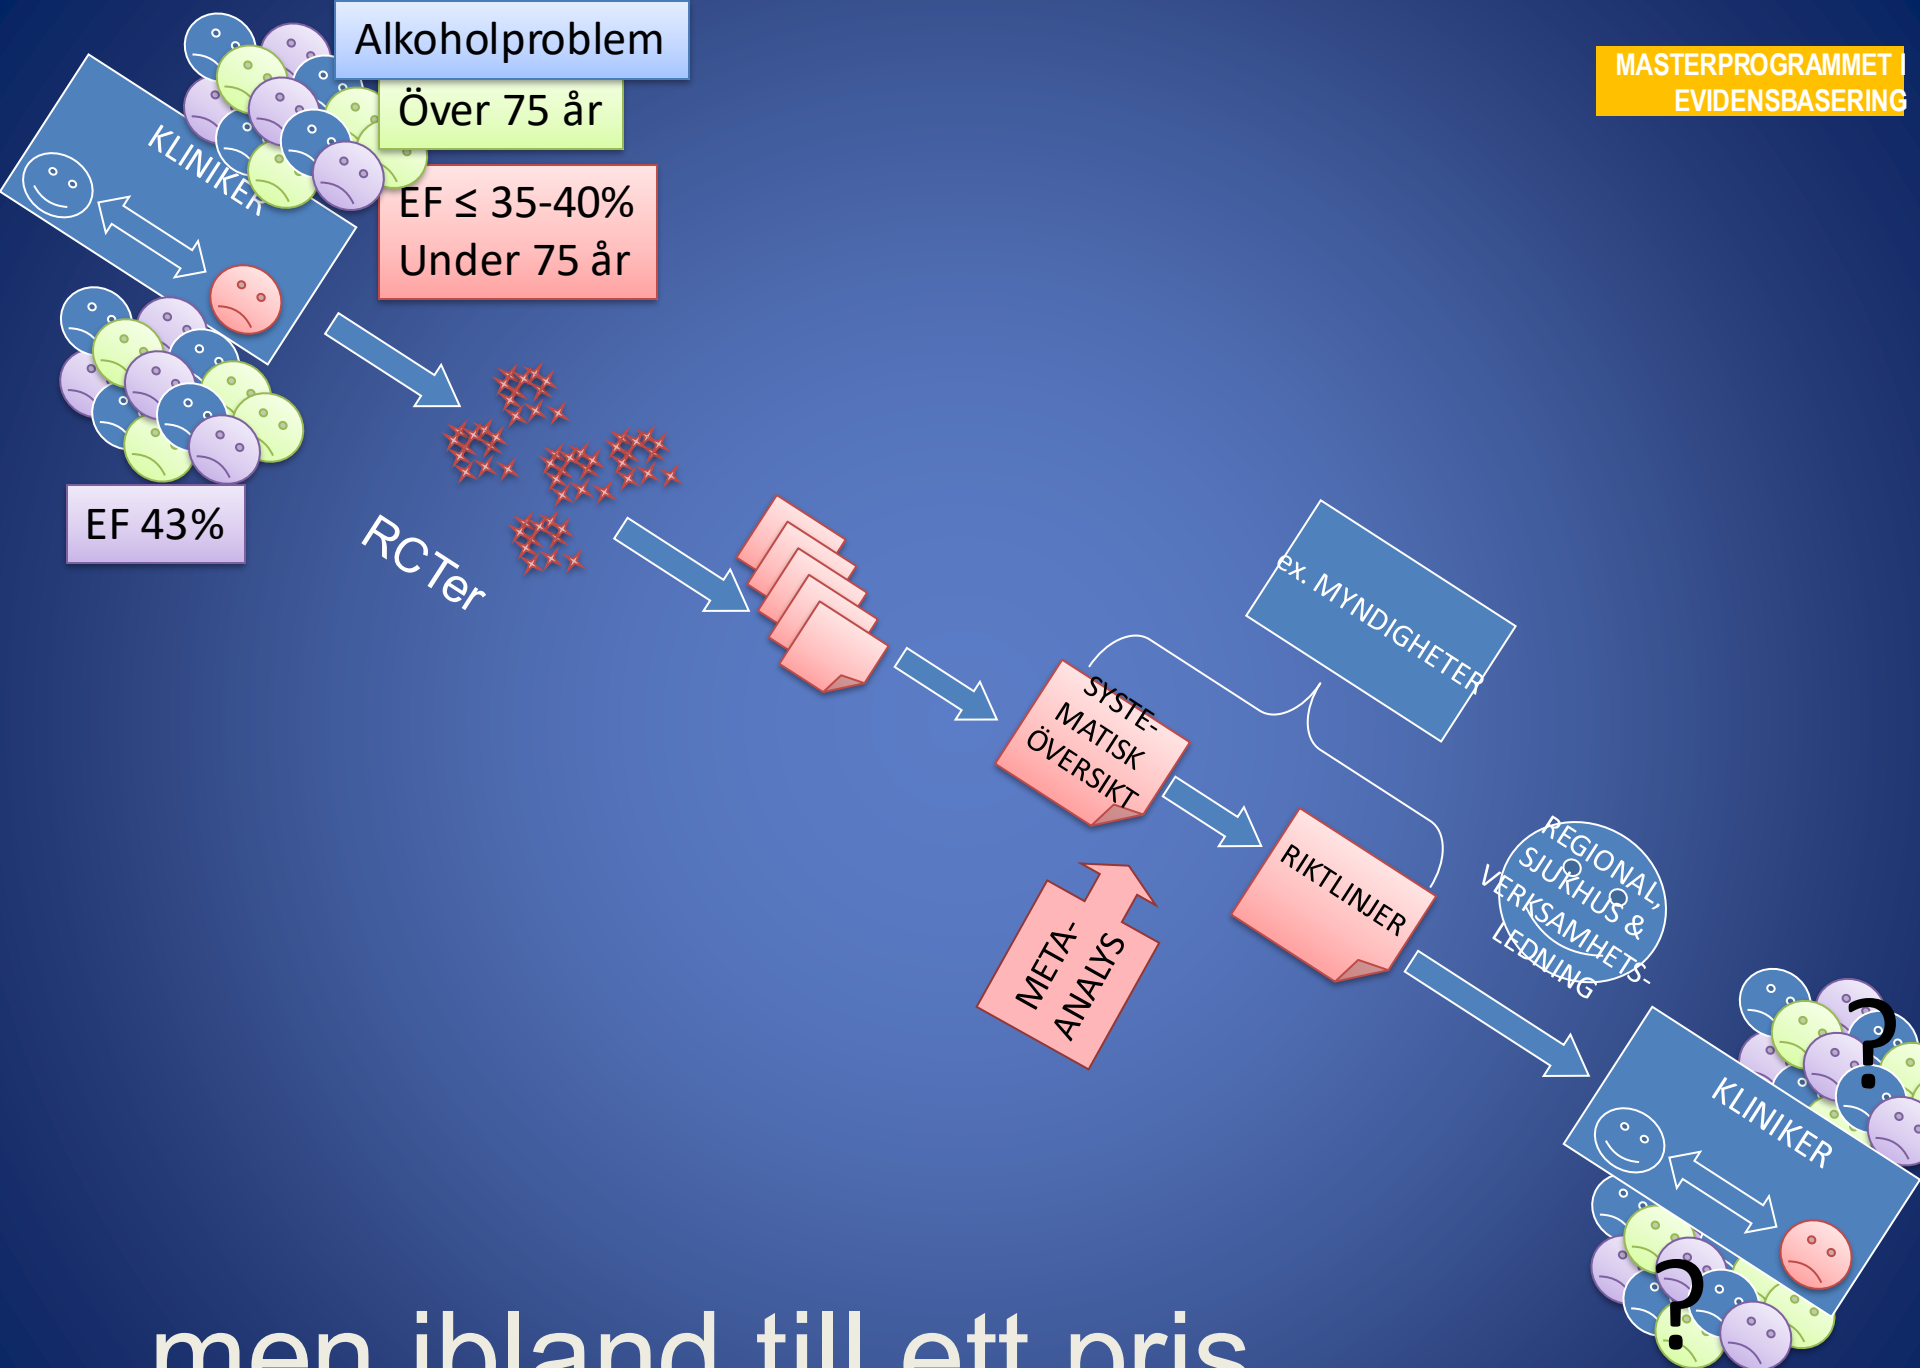 Alkoholproblem
Över 75 år
EF ≤ 35-40%
Under 75 år
MASTERPROGRAMMET I
EVIDENSBASERING
KLINIKER
EF 43%
RCTer
ex. MYNDIGHETER
SYSTE-
MATISK
ÖVERSIKT
META-
ANALYS
RIKTLINJER
REGIONAL,
SJUKHUS &
VERKSAMHETS-
LEDNING
KLINIKER
?
?
men ibland till ett pris